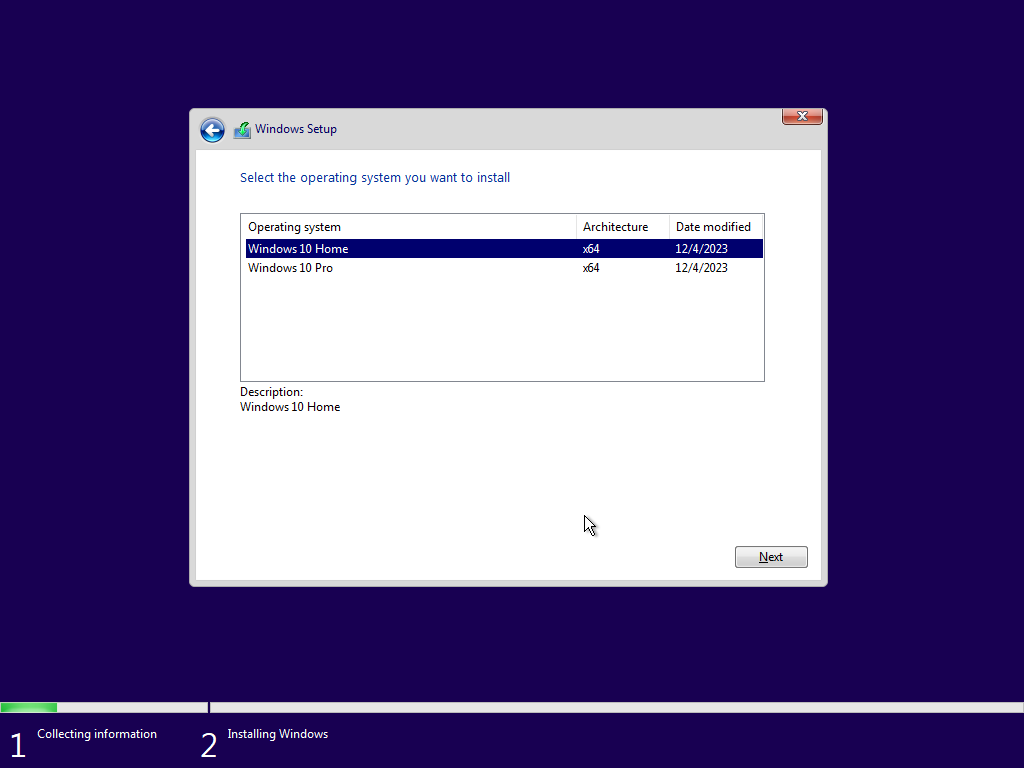 Windows Setup
Select the operating system you want to install
Operating system Architecture Date modified
Windows 10 Home x64 12/4/2023
Windows 10 Pro x64 12/4/2023
Description:
Windows 10 Home
Next
1 Collecting information 2 Installing Windows